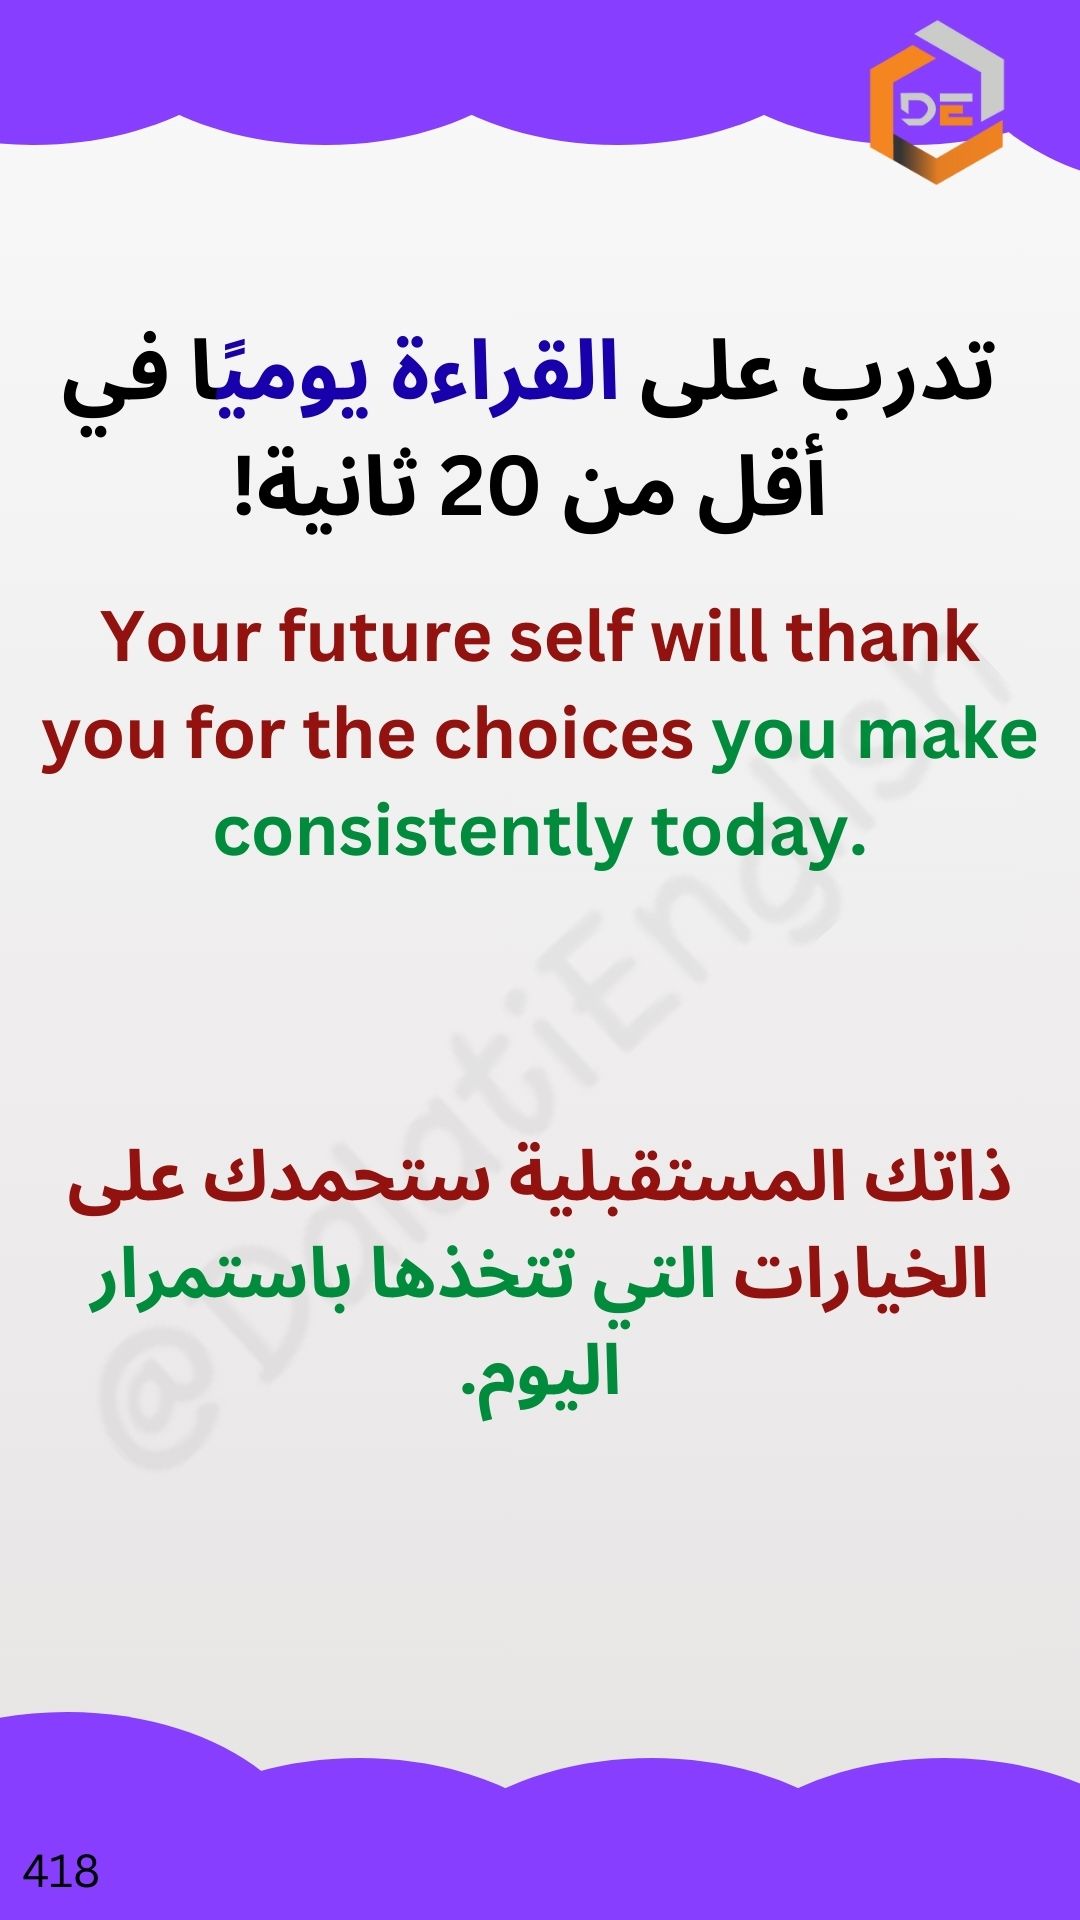 DE
تدرب على القراءة يوميًا في
أقل من 20 ثانية!
Your future self will thank
you for the choices you make
consistently today.
@DalatiEnglish
ذاتك المستقبلية ستحمدك على
الخيارات التي تتخذها باستمرار
اليوم.
418